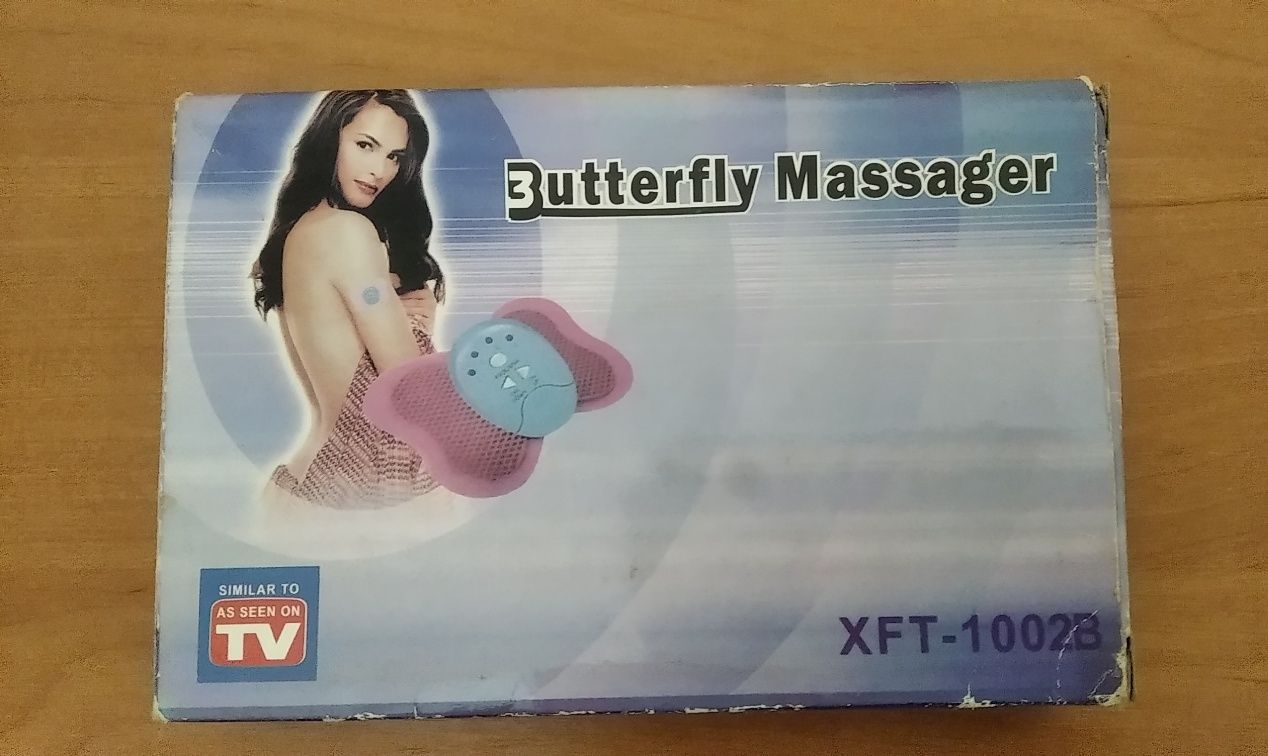 Butterfly Massager
SIMILAR TO
AS SEEN ON
TV
XFT-1002B